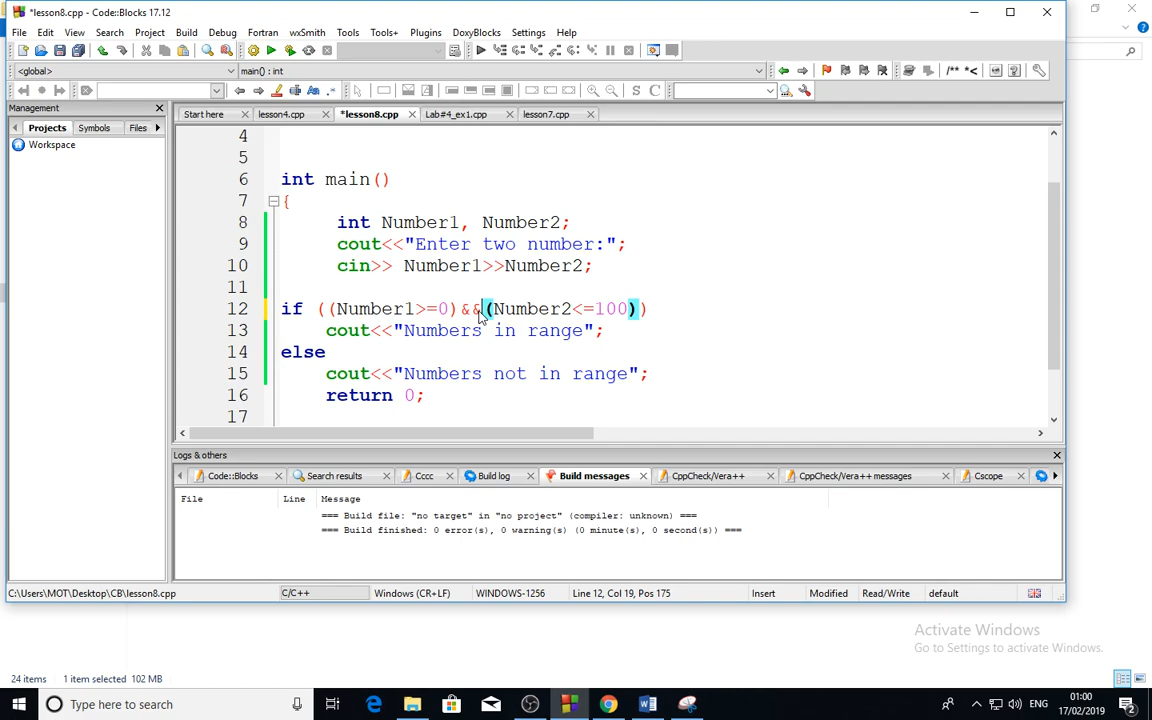 *lesson8.cpp - Code::Blocks 17.12
File Edit View Search Project Build Debug Fortran wxSmith Tools Tools+ Plugins DoxyBlocks Settings Help
<global> main() : int
/** *<
S C
Management
Projects Symbols Files
Workspace
Start here lesson4.cpp *lesson8.cpp Lab#4_ex1.cpp lesson7.cpp
4
5
6 int main()
7 {
8 int Number1, Number2;
9 cout<<"Enter two number:";
10 cin>> Number1>>Number2;
11
12 if ((Number1>=0)&&(Number2<=100))
13 cout<<"Numbers in range";
14 else
15 cout<<"Numbers not in range";
16 return 0;
17
Logs & others
Code::Blocks Search results Cccc Build log Build messages CppCheck/Vera++ CppCheck/Vera++ messages Cscope
File Line Message
=== Build file: "no target" in "no project" (compiler: unknown) ===
=== Build finished: 0 error(s), 0 warning(s) (0 minute(s), 0 second(s)) ===
C:\Users\MOT\Desktop\CB\lesson8.cpp C/C++ Windows (CR+LF) WINDOWS-1256 Line 12, Col 19, Pos 175 Insert Modified Read/Write default
Activate Windows
Go to Settings to activate Windows.
24 items 1 item selected 102 MB
Type here to search
ENG
01:00
17/02/2019
2